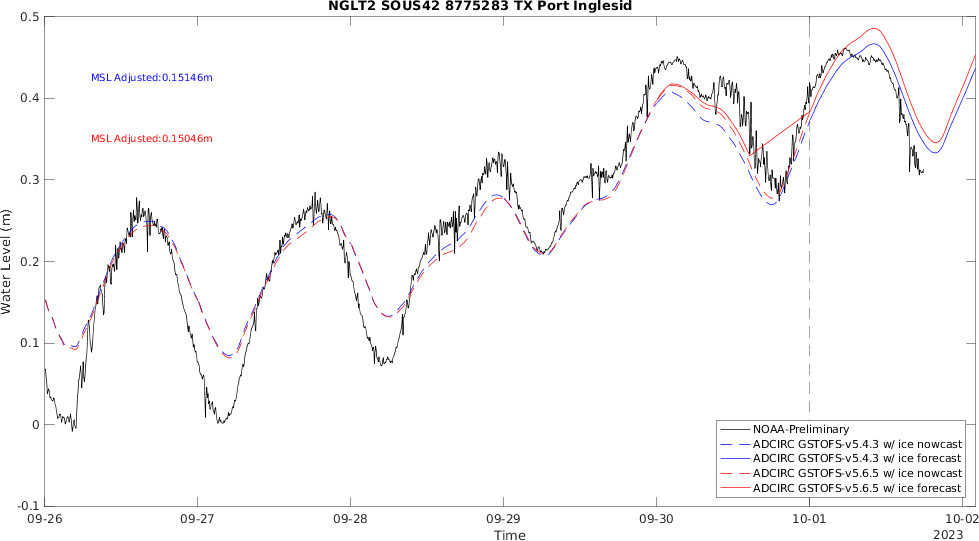 NGLT2 SOUS42 8775283 TX Port Inglesid
0.5
MSL Adjusted:0.15146m
0.4
MSL Adjusted:0.15046m
0.3
Water Level (m)
0.2
0.1
0
NOAA-Preliminary
ADCIRC GSTOFS-v5.4.3 w/ ice nowcast
ADCIRC GSTOFS-v5.4.3 w/ ice forecast
ADCIRC GSTOFS-v5.6.5 w/ ice nowcast
ADCIRC GSTOFS-v5.6.5 w/ ice forecast
-0.1
09-26 09-27 09-28 09-29 09-30 10-01 10-02
Time 2023